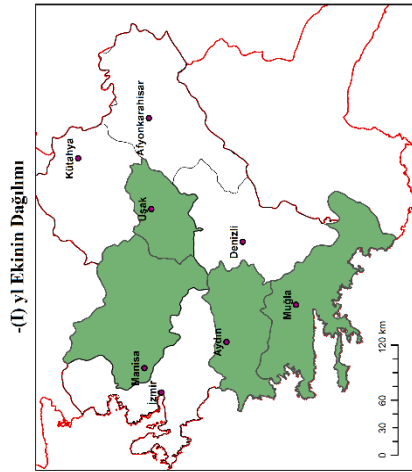 -(I) yl Ekinin Dağılımı
Kütahya
Afyonkarahisar
Uşak
Manisa
İzmir
Denizli
Aydın
Muğla
0 30 60 120 km